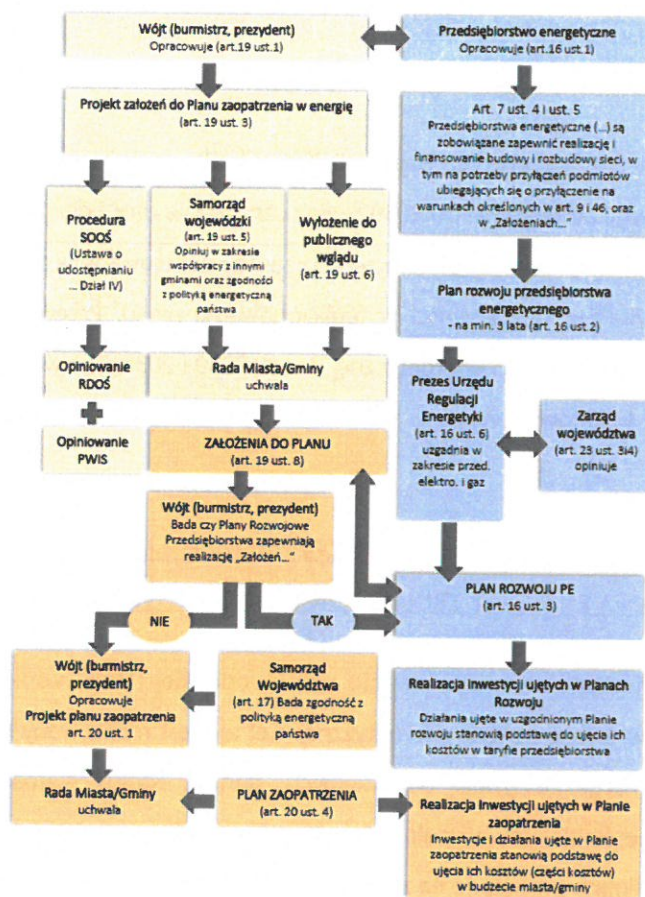 Wójt (burmistrz, prezydent)
Opracowuje (art.19 ust.1)
Przedsiębiorstwo energetyczne
Opracowuje (art.16 ust.1)
Projekt założeń do Planu zaopatrzenia w energię
(art. 19 ust. 3)
Art. 7 ust. 4 i ust. 5
Przedsiębiorstwa energetyczne (...) są
zobowiązane zapewnić realizację i
finansowanie budowy i rozbudowy sieci, w
tym na potrzeby przyłączeń podmiotów
ubiegających się o przyłączenie na
warunkach określonych w art. 9 i 46, oraz
w „Założeniach...”
Procedura
SOOŚ
(Ustawa o
udostępnianiu
... Dział IV)
Samorząd
wojewódzki
(art. 19 ust. 5)
Opiniuj w zakresie
współpracy z innymi
gminami oraz zgodności
z polityką energetyczną
państwa
Wyłożenie do
publicznego
wglądu
(art. 19 ust. 6)
Plan rozwoju przedsiębiorstwa
energetycznego
- na min. 3 lata (art. 16 ust.2)
Opiniowanie
RDOŚ
Opiniowanie
PWIS
Rada Miasta/Gminy
uchwala
Prezes Urzędu
Regulacji
Energetyki
(art. 16 ust. 6)
uzgadnia w
zakresie przed.
elektro. i gaz
Zarząd
województwa
(art. 23 ust. 3i4)
opiniuje
ZAŁOŻENIA DO PLANU
(art. 19 ust. 8)
Wójt (burmistrz, prezydent)
Bada czy Plany Rozwojowe
Przedsiębiorstwa zapewniają
realizację „Założeń...”
NIE
TAK
PLAN ROZWOJU PE
(art. 16 ust. 3)
Wójt (burmistrz,
prezydent)
Opracowuje
Projekt planu zaopatrzenia
art. 20 ust. 1
Samorząd
Województwa
(art. 17) Bada zgodność z
polityką energetyczną
państwa
Realizacja Inwestycji ujętych w Planach
Rozwoju
Działania ujęte w uzgodnionym Planie
rozwoju stanowią podstawę do ujęcia ich
kosztów w taryfie przedsiębiorstwa
Rada Miasta/Gminy
uchwala
PLAN ZAOPATRZENIA
(art. 20 ust. 4)
Realizacja Inwestycji ujętych w Planie
zaopatrzenia
Inwestycje i działania ujęte w Planie
zaopatrzenia stanowią podstawę do
ujęcia ich kosztów (części kosztów)
w budżecie miasta/gminy